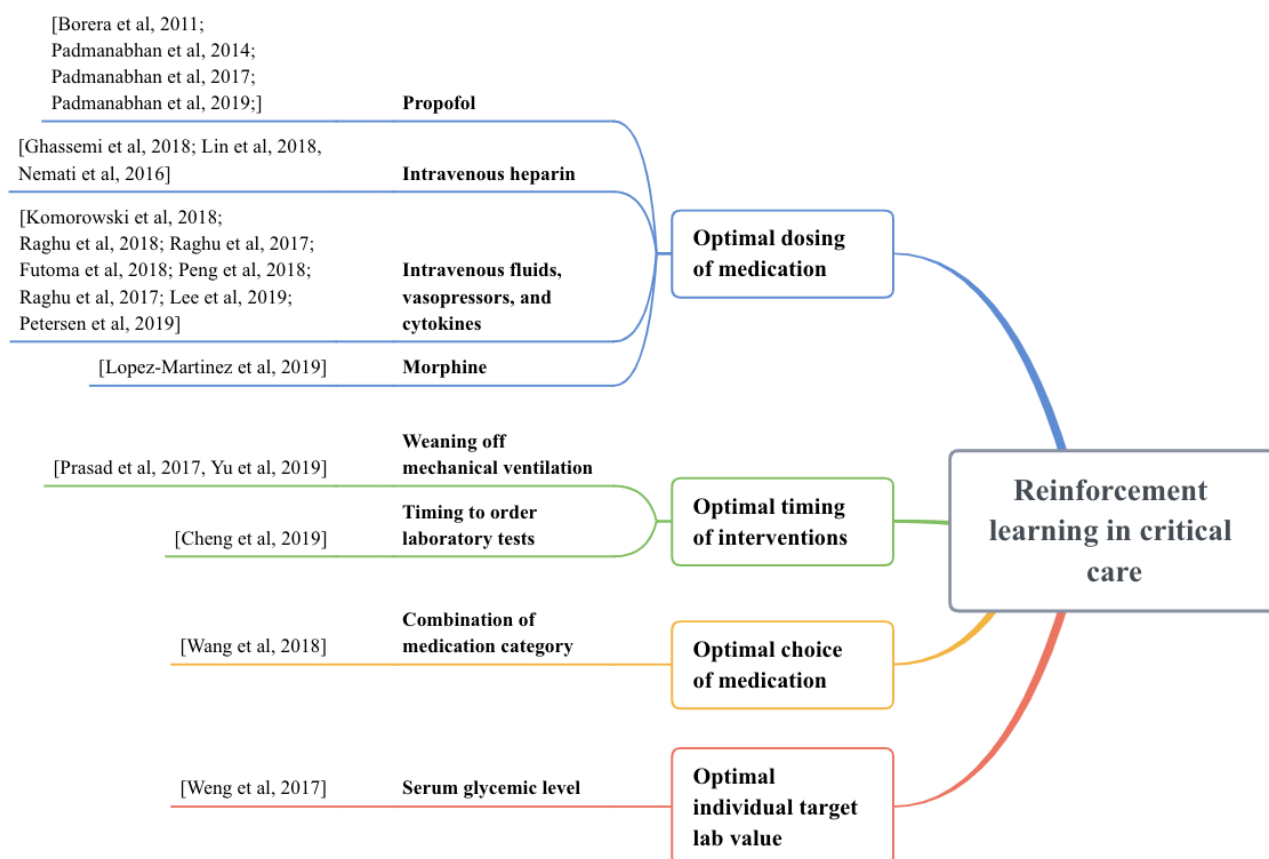 [Borera et al, 2011;
Padmanabhan et al, 2014;
Padmanabhan et al, 2017;
Padmanabhan et al, 2019;]
Propofol
[Ghassemi et al, 2018; Lin et al, 2018,
Nemati et al, 2016]
Intravenous heparin
[Komorowski et al, 2018;
Raghu et al, 2018; Raghu et al, 2017;
Futoma et al, 2018; Peng et al, 2018;
Raghu et al, 2017; Lee et al, 2019;
Petersen et al, 2019]
Intravenous fluids,
vasopressors, and
cytokines
[Lopez-Martinez et al, 2019]
Morphine
Optimal dosing
of medication
[Prasad et al, 2017, Yu et al, 2019]
Weaning off
mechanical ventilation
[Cheng et al, 2019]
Timing to order
laboratory tests
Optimal timing
of interventions
[Wang et al, 2018]
Combination of
medication category
Optimal choice
of medication
[Weng et al, 2017]
Serum glycemic level
Optimal
individual target
lab value
Reinforcement
learning in critical
care